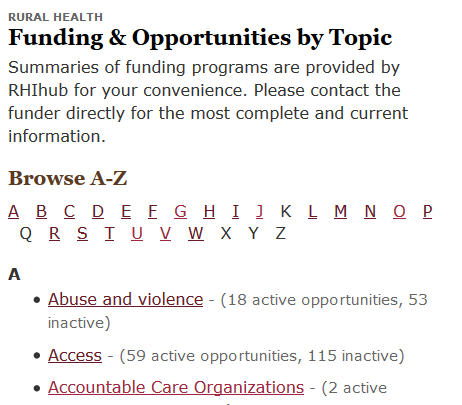 RURAL HEALTH
Funding & Opportunities by Topic
Summaries of funding programs are provided by
RHIhub for your convenience. Please contact the
funder directly for the most complete and current
information.
Browse A-Z
A B C D E F G H I J K L M N O P
Q R S T U V W X Y Z
A
• Abuse and violence - (18 active opportunities, 53
inactive)
• Access - (59 active opportunities, 115 inactive)
• Accountable Care Organizations - (2 active